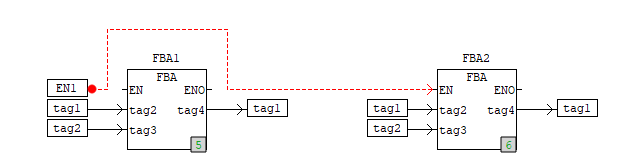 FBA1 FBA2
FBA FBA
EN1 EN ENO EN ENO
tag1 tag2 tag4 tag1 tag1 tag2 tag4 tag1
tag2 tag3 tag2 tag3
5 6